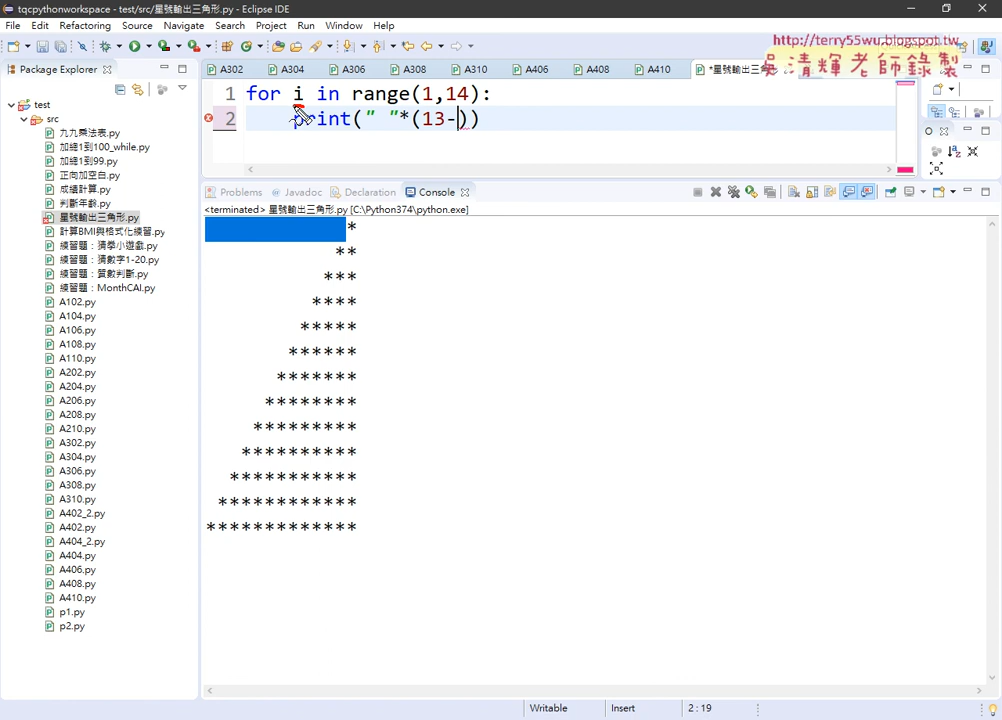 tqcpythonworkspace - test/src/星號輸出三角形.py - Eclipse IDE
File Edit Refactoring Source Navigate Search Project Run Window Help
http://terry55wu.blogspot.tw
吳清輝老師錄製
Package Explorer
A302 A304 A306 A308 A310 A406 A408 A410 *星號輸出三
1 for i in range(1,14):
2 print(" "*(13-))
test
src
九九乘法表.py
加總1到100_while.py
加總1到99.py
正向加空白.py
成績計算.py
判斷年齡.py
星號輸出三角形.py
計算BMI與格式化練習.py
練習題：猜拳小遊戲.py
練習題：猜數字1-20.py
練習題：質數判斷.py
練習題：MonthCAI.py
A102.py
A104.py
A106.py
A108.py
A110.py
A202.py
A204.py
A206.py
A208.py
A210.py
A302.py
A304.py
A306.py
A308.py
A310.py
A402_2.py
A402.py
A404_2.py
A404.py
A406.py
A408.py
A410.py
p1.py
p2.py
Problems Javadoc Declaration Console
<terminated> 星號輸出三角形.py [C:\Python374\python.exe]
*
**
***
****
*****
******
*******
********
*********
**********
***********
************
*************
Writable Insert 2 : 19